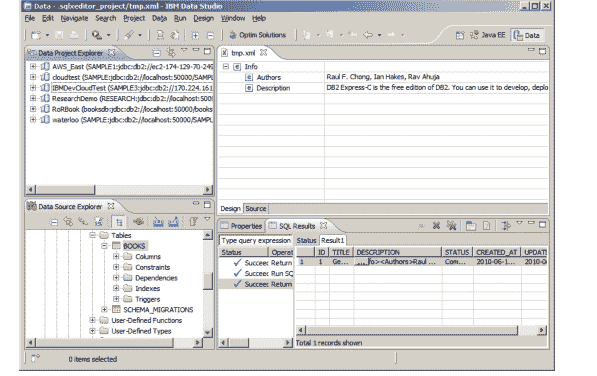 Data - .sqlxeditor_project/tmp.xml - IBM Data Studio
File Edit Navigate Search Project Data Run Design Window Help
Optim Solutions
Java EE
Data
Data Project Explorer
AWS_East (SAMPLE1:jdbc:db2://ec2-174-129-70-249
cloudtest (SAMPLE:jdbc:db2://localhost:50000/SAMPL
IBMDevCloudTest (SAMPLE3:jdbc:db2://170.224.161
ResearchDemo (RESEARCH:jdbc:db2://localhost:500
RoRBook (booksdb:jdbc:db2://localhost:50000/books
waterloo (SAMPLE:jdbc:db2://localhost:50000/SAMPL
tmp.xml
Info
Authors Raul F. Chong, Ian Hakes, Rav Ahuja
Description DB2 Express-C is the free edition of DB2. You can use it to develop, deplo
Design Source
Data Source Explorer
Tables
BOOKS
Columns
Constraints
Dependencies
Indexes
Triggers
SCHEMA_MIGRATIONS
User-Defined Functions
User-Defined Types
Properties SQL Results
Type query expression
Status Result1
Status Operat
Succee Return
Succee Run SQ
Succee Return
ID TITLE DESCRIPTION STATUS CREATED_AT UPDAT
1 1 Ge... ... fo><Authors>Raul ... Com... 2010-06-1... 2010-0
Total 1 records shown
0 items selected